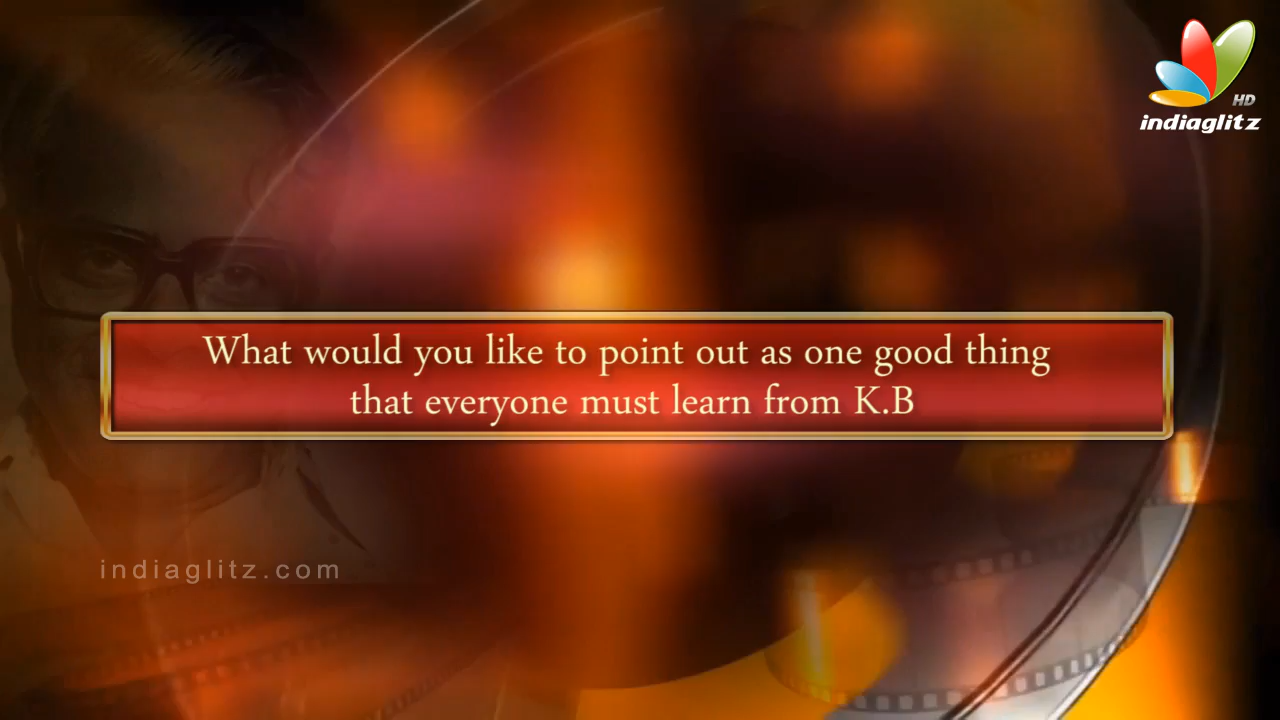 HD
indiaglitz
What would you like to point out as one good thing
that everyone must learn from K.B
indiaglitz.com